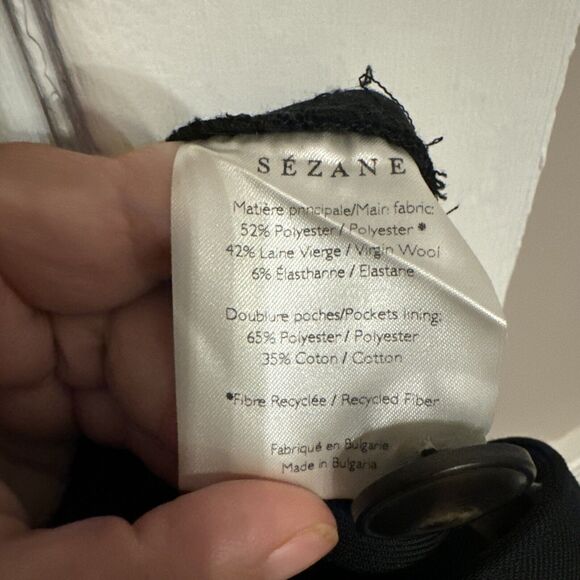 SÉZANE
Matière principale/Main fabric:
52% Polyester / Polyester *
42% Laine Vierge / Virgin Wool
6% Élasthanne / Elastane
Doublure poches/Pockets lining:
65% Polyester / Polyester
35% Coton / Cotton
*Fibre Recyclée / Recycled Fiber
Fabriqué en Bulgarie
Made in Bulgaria